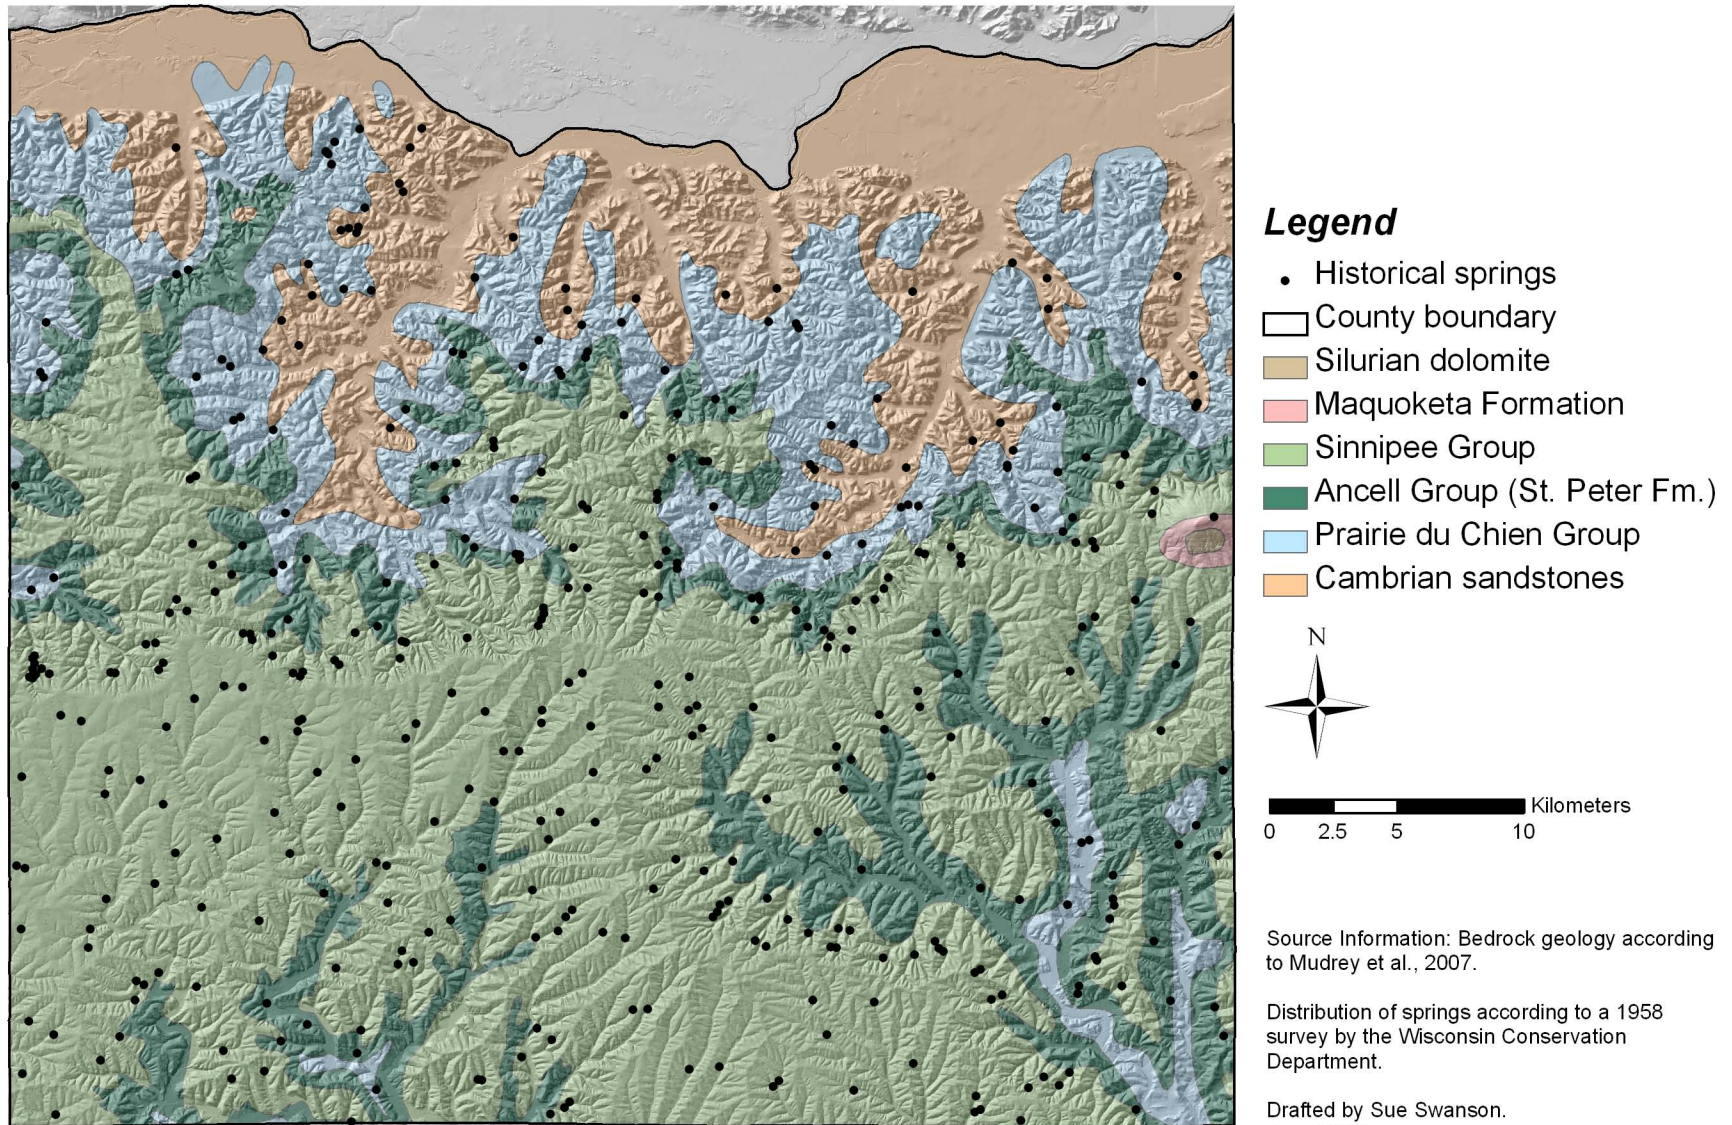 Legend
Historical springs
County boundary
Silurian dolomite
Maquoketa Formation
Sinnipee Group
Ancell Group (St. Peter Fm.)
Prairie du Chien Group
Cambrian sandstones
N
Kilometers
0 2.5 5 10
Source Information: Bedrock geology according
to Mudrey et al., 2007.
Distribution of springs according to a 1958
survey by the Wisconsin Conservation
Department.
Drafted by Sue Swanson.